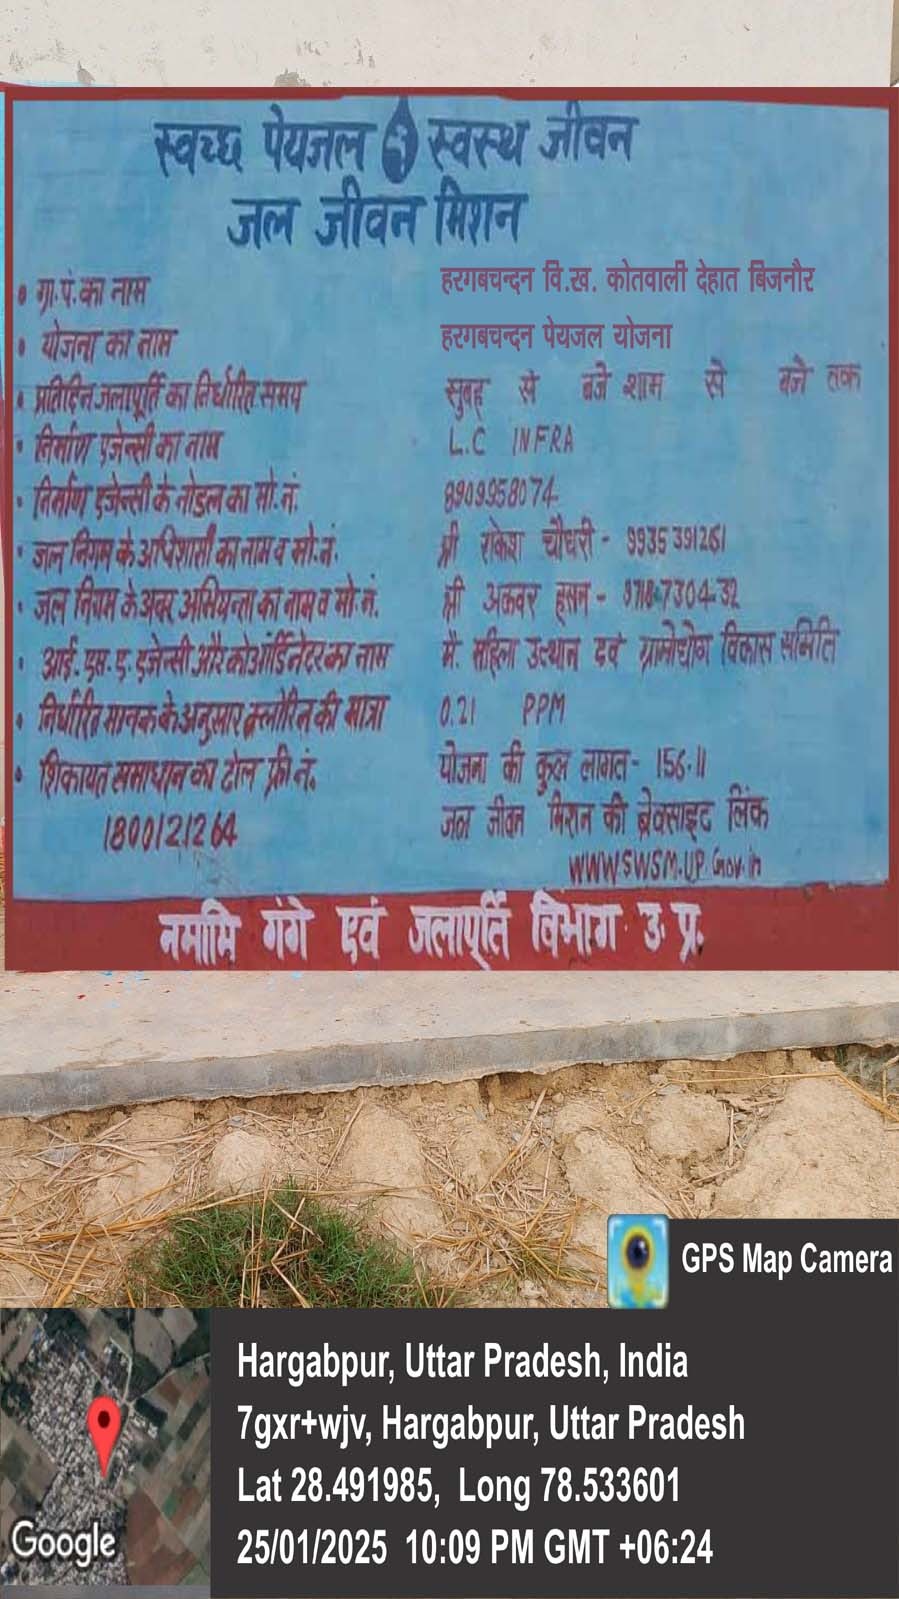 स्वच्छ पेयजल स्वस्थ जीवन
जल जीवन मिशन
• ग्रा.पं.का नाम हरगबचन्दन वि.ख. कोतवाली देहात बिजनौर
• योजना का नाम हरगबचन्दन पेयजल योजना
• प्रतिदिन जलापूर्ति का निर्धारित समय सुबह से बजे शाम से बजे तक
• निर्माण एजेन्सी का नाम L.C INFRA
• निर्माण एजेन्सी के नोडल का मो.नं. 8909958074
• जल निगम के अधिशासी का नाम व मो.नं. श्री राकेश चौधरी - 9935391261
• जल निगम के अवर अभियन्ता का नाम व मो.नं. श्री अकबर हसन -
• आई.एस.ए. एजेन्सी और कोऑर्डिनेटर का नाम मै. महिला उत्थान एवं ग्रामोद्योग विकास समिति
• निर्धारित मानक के अनुसार क्लोरिन की मात्रा 0.21 PPM
• शिकायत समाधान का टोल फ्री नं. योजना की कुल लागत - 156.11
1800121264 जल जीवन मिशन की बेवसाइट लिंक
WWW.SWSM.UP.Gov.in
नमामि गंगे एवं जलापूर्ति विभाग उ.प्र.
GPS Map Camera
Hargabpur, Uttar Pradesh, India
7gxr+wjv, Hargabpur, Uttar Pradesh
Lat 28.491985, Long 78.533601
25/01/2025 10:09 PM GMT +06:24
Google